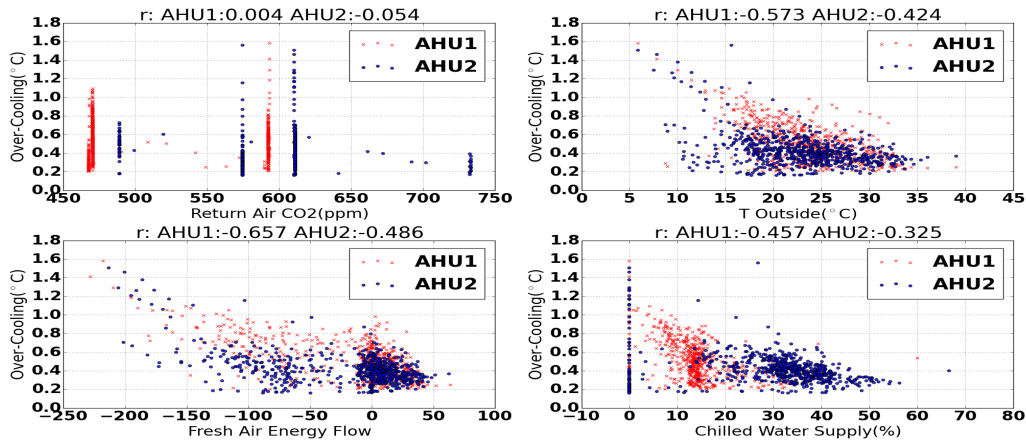 r: AHU1:0.004 AHU2:-0.054
1.8
1.6
1.4
1.2
1.0
0.8
0.6
0.4
0.2
0.0
Over-Cooling(°C)
AHU1
AHU2
450 500 550 600 650 700 750
Return Air CO2(ppm)
r: AHU1:-0.573 AHU2:-0.424
1.8
1.6
1.4
1.2
1.0
0.8
0.6
0.4
0.2
0.0
Over-Cooling(°C)
AHU1
AHU2
0 5 10 15 20 25 30 35 40 45
T Outside(°C)
r: AHU1:-0.657 AHU2:-0.486
1.8
1.6
1.4
1.2
1.0
0.8
0.6
0.4
0.2
0.0
Over-Cooling(°C)
AHU1
AHU2
-250 -200 -150 -100 -50 0 50 100
Fresh Air Energy Flow
r: AHU1:-0.457 AHU2:-0.325
1.8
1.6
1.4
1.2
1.0
0.8
0.6
0.4
0.2
0.0
Over-Cooling(°C)
AHU1
AHU2
-10 0 10 20 30 40 50 60 70 80
Chilled Water Supply(%)